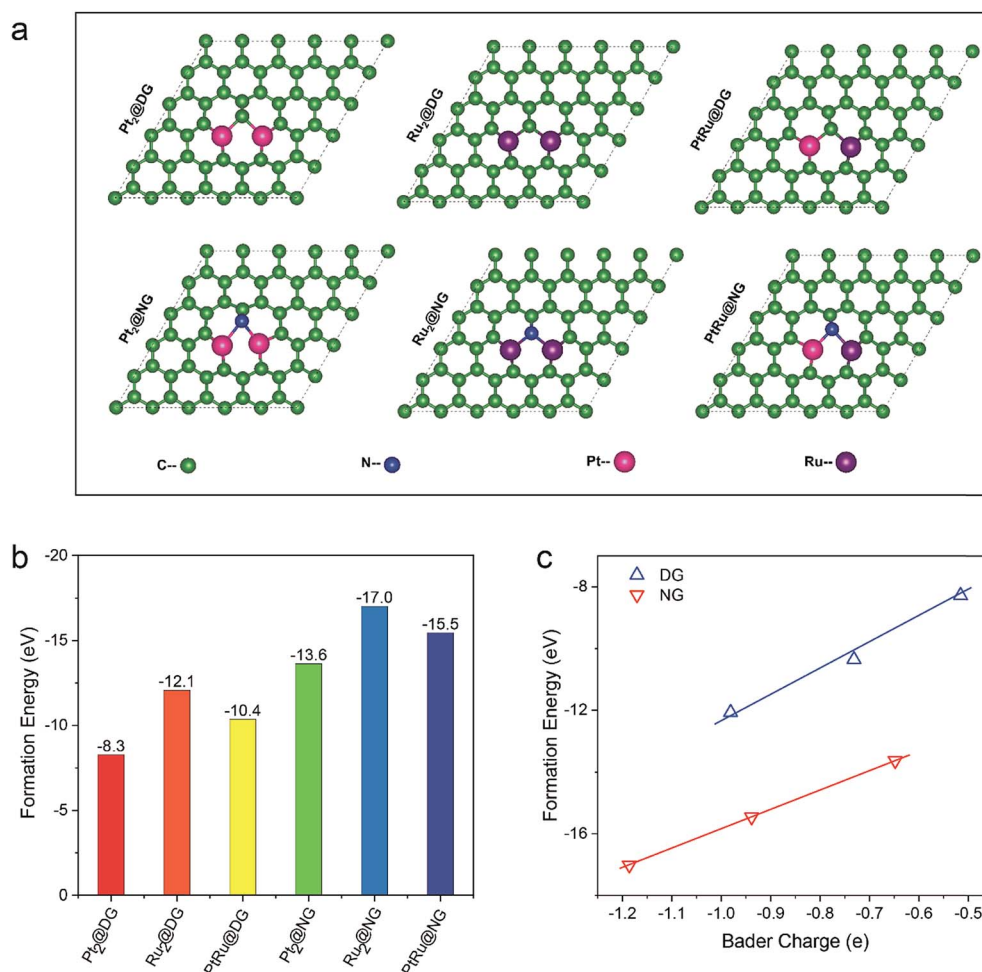 a
Pt2@DG
Ru2@DG
PtRu@DG
Pt2@NG
Ru2@NG
PtRu@NG
C-- N-- Pt-- Ru--
b
Formation Energy (eV)
-20
-15
-10
-5
0
-8.3
-12.1
-10.4
-13.6
-17.0
-15.5
Pt2@DG
Ru2@DG
PtRu@DG
Pt2@NG
Ru2@NG
PtRu@NG
c
DG
NG
Formation Energy (eV)
-8
-12
-16
-1.2 -1.0 -0.9 -0.8 -0.7 -0.6 -0.5
Bader Charge (e)